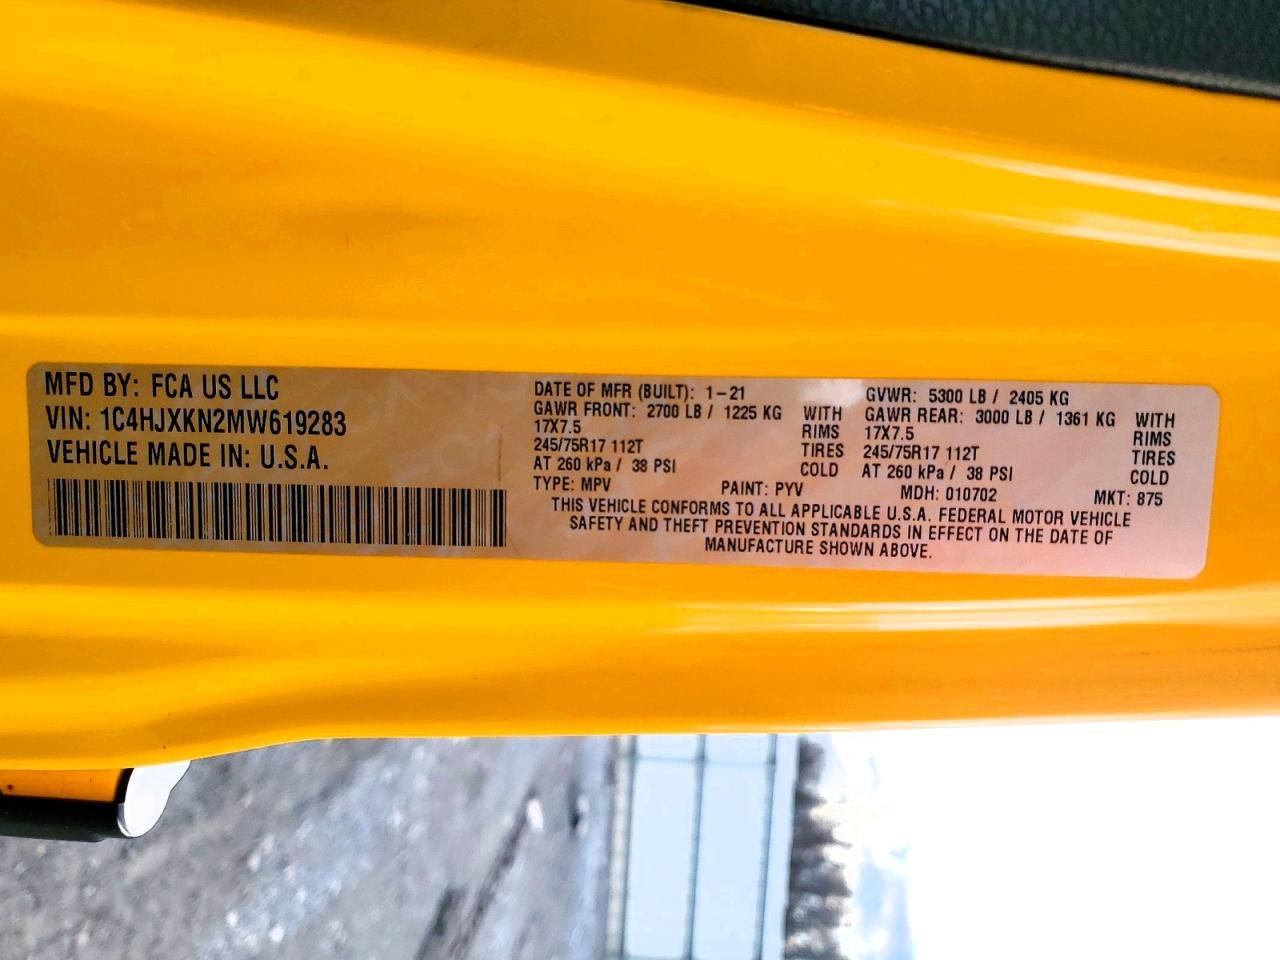 MFD BY: FCA US LLC
VIN: 1C4HJXKN2MW619283
VEHICLE MADE IN: U.S.A.
DATE OF MFR (BUILT): 1-21
GAWR FRONT: 2700 LB / 1225 KG WITH
17X7.5 RIMS
245/75R17 112T TIRES
AT 260 kPa / 38 PSI COLD
GVWR: 5300 LB / 2405 KG
GAWR REAR: 3000 LB / 1361 KG WITH
17X7.5 RIMS
245/75R17 112T TIRES
AT 260 kPa / 38 PSI COLD
TYPE: MPV PAINT: PYV MDH: 010702 MKT: 875
THIS VEHICLE CONFORMS TO ALL APPLICABLE U.S.A. FEDERAL MOTOR VEHICLE
SAFETY AND THEFT PREVENTION STANDARDS IN EFFECT ON THE DATE OF
MANUFACTURE SHOWN ABOVE.